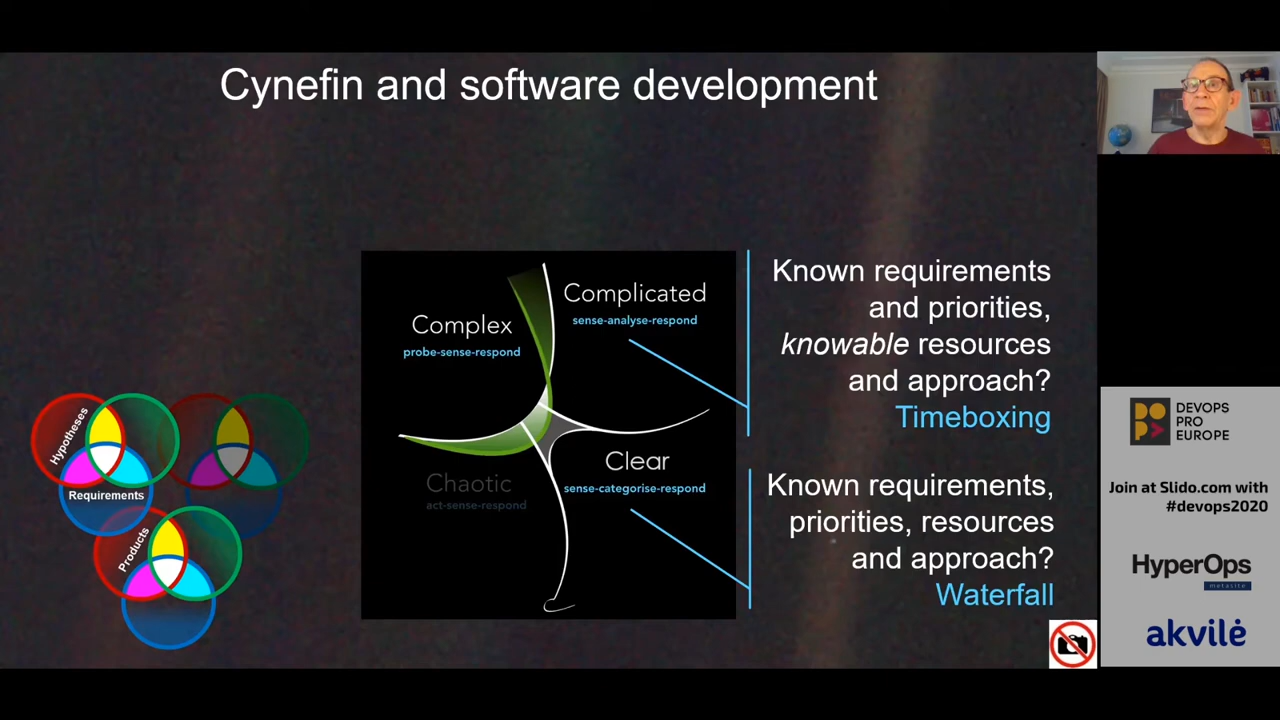 Cynefin and software development
Complex
probe-sense-respond
Complicated
sense-analyse-respond
Chaotic
act-sense-respond
Clear
sense-categorise-respond
Known requirements
and priorities,
knowable resources
and approach?
Timeboxing
Known requirements,
priorities, resources
and approach?
Waterfall
Hypotheses
Requirements
Products
DEVOPS
PRO
EUROPE
Join at Slido.com with
#devops2020
HyperOps
metasite
akvilė